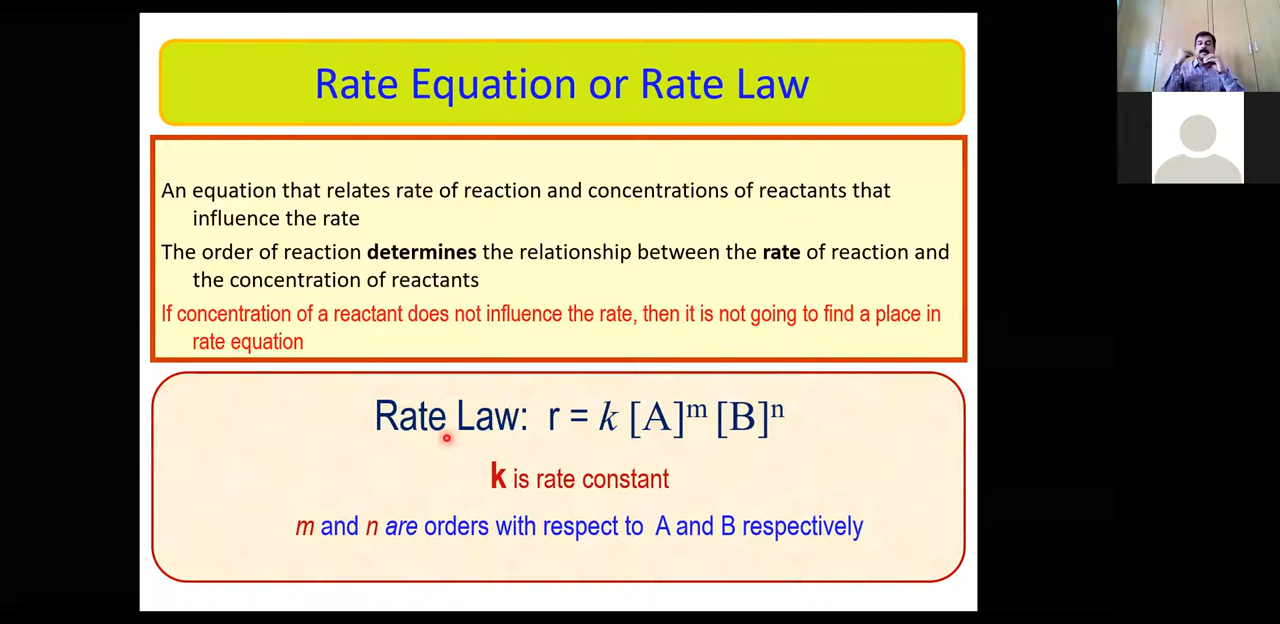 Rate Equation or Rate Law
An equation that relates rate of reaction and concentrations of reactants that
influence the rate
The order of reaction determines the relationship between the rate of reaction and
the concentration of reactants
If concentration of a reactant does not influence the rate, then it is not going to find a place in
rate equation
Rate Law: r = k [A]ᵐ [B]ⁿ
k is rate constant
m and n are orders with respect to A and B respectively